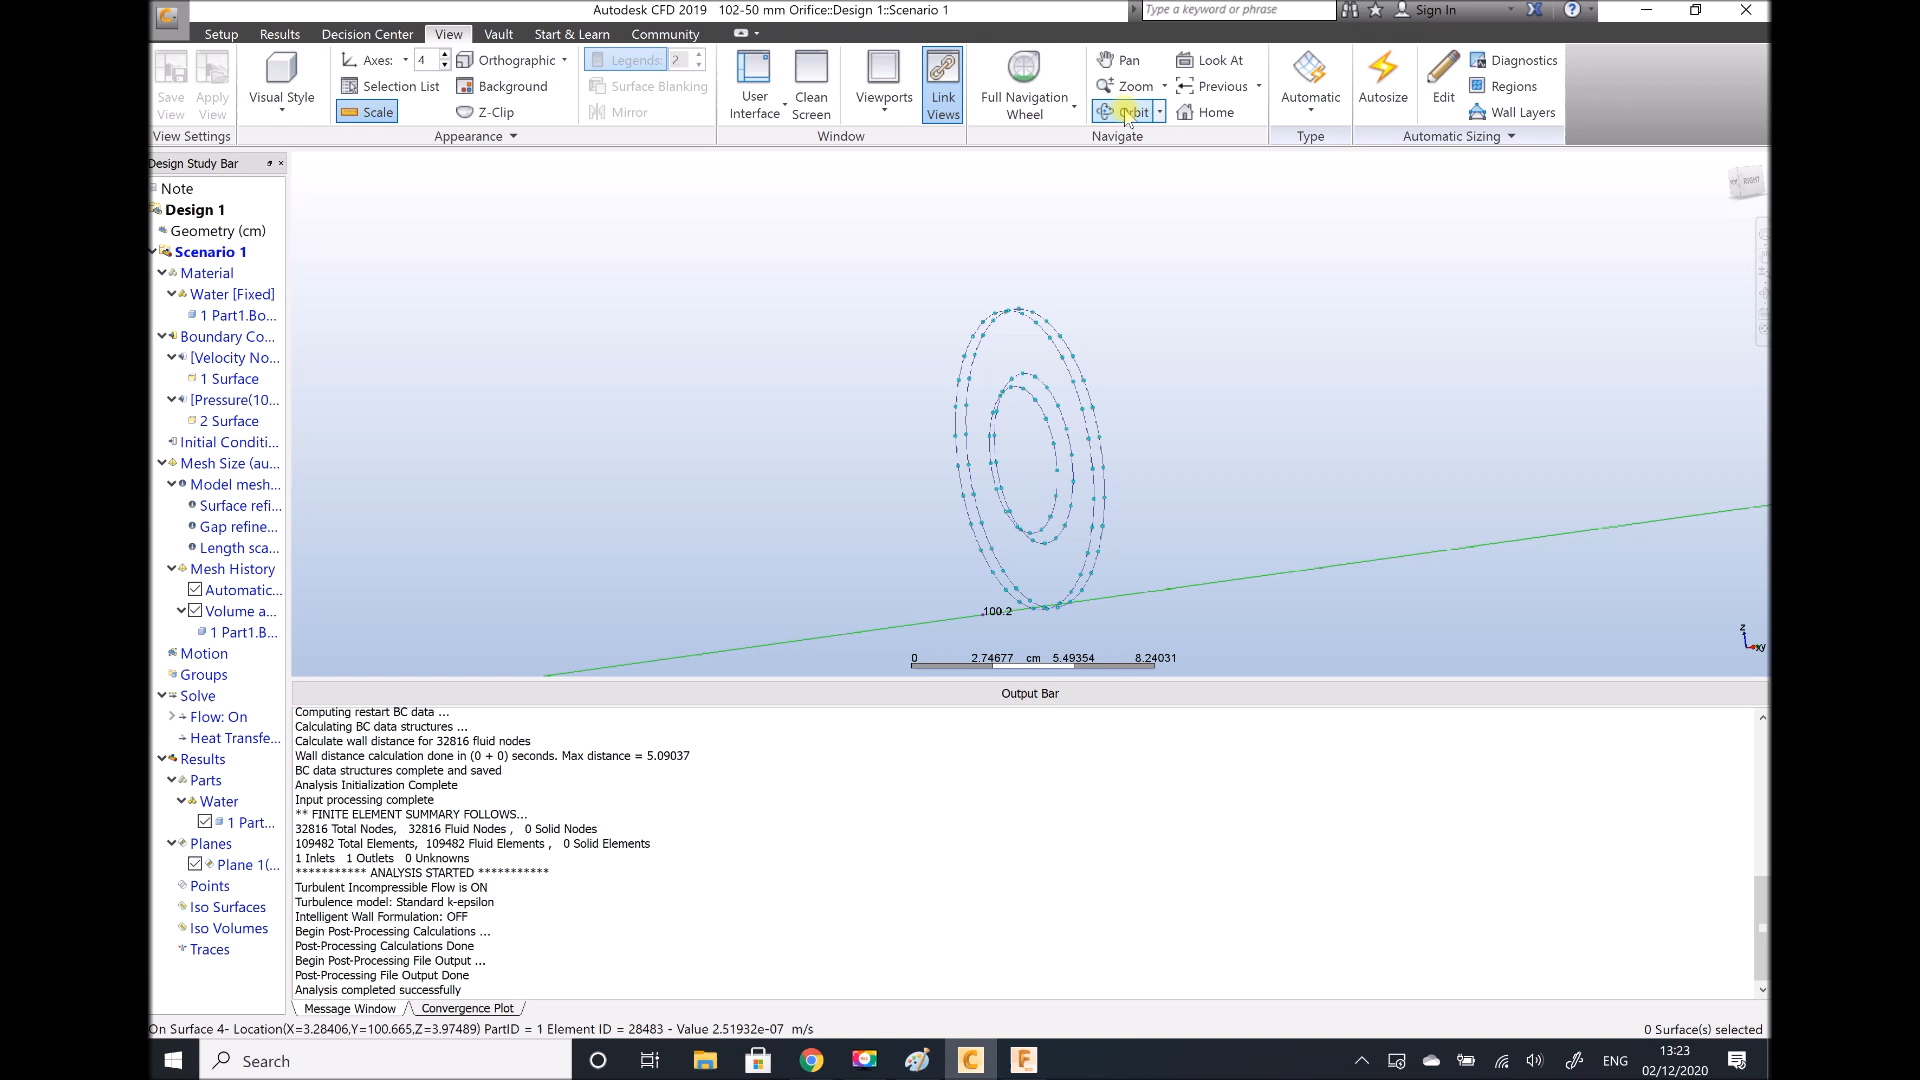 Autodesk CFD 2019   102-50 mm Orifice::Design 1::Scenario 1
Type a keyword or phrase
Sign In
Setup Results Decision Center View Vault Start & Learn Community
Save View
Apply View
Visual Style
Axes: 4
Selection List
Scale
Orthographic
Background
Z-Clip
Legends: 2
Surface Blanking
Mirror
User Interface
Clean Screen
Viewports
Link Views
Full Navigation Wheel
Pan
Zoom
Orbit
Look At
Previous
Home
Automatic
Autosize
Edit
Diagnostics
Regions
Wall Layers
View Settings
Appearance
Window
Navigate
Type
Automatic Sizing
Design Study Bar
Note
Design 1
Geometry (cm)
Scenario 1
Material
Water [Fixed]
1 Part1.Bo...
Boundary Co...
[Velocity No...
1 Surface
[Pressure(10...
2 Surface
Initial Conditi...
Mesh Size (au...
Model mesh...
Surface refi...
Gap refine...
Length sca...
Mesh History
Automatic...
Volume a...
1 Part1.B...
Motion
Groups
Solve
Flow: On
Heat Transfe...
Results
Parts
Water
1 Part...
Planes
Plane 1(...
Points
Iso Surfaces
Iso Volumes
Traces
RIGHT
100.2
0 2.74677 cm 5.49354 8.24031
Z
xy
Output Bar
Computing restart BC data ...
Calculating BC data structures ...
Calculate wall distance for 32816 fluid nodes
Wall distance calculation done in (0 + 0) seconds. Max distance = 5.09037
BC data structures complete and saved
Analysis Initialization Complete
Input processing complete
** FINITE ELEMENT SUMMARY FOLLOWS...
32816 Total Nodes,   32816 Fluid Nodes ,   0 Solid Nodes
109482 Total Elements,  109482 Fluid Elements ,   0 Solid Elements
1 Inlets   1 Outlets   0 Unknowns
*********** ANALYSIS STARTED ***********
Turbulent Incompressible Flow is ON
Turbulence model: Standard k-epsilon
Intelligent Wall Formulation: OFF
Begin Post-Processing Calculations ...
Post-Processing Calculations Done
Begin Post-Processing File Output ...
Post-Processing File Output Done
Analysis completed successfully
Message Window Convergence Plot
On Surface 4- Location(X=3.28406,Y=100.665,Z=3.97489) PartID = 1 Element ID = 28483 - Value 2.51932e-07  m/s
0 Surface(s) selected
Search
ENG
13:23
02/12/2020